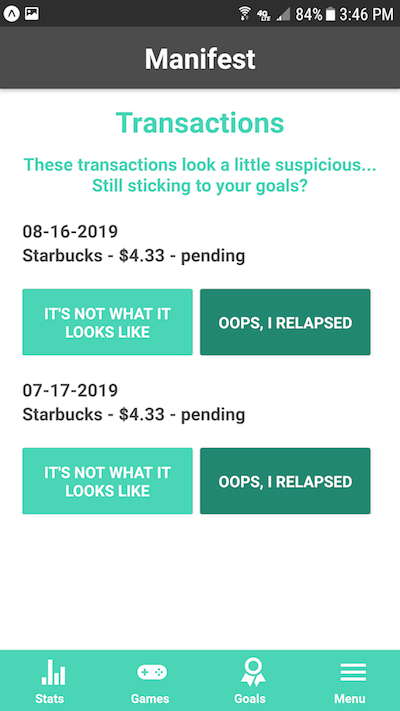 4G LTE 84% 3:46 PM
Manifest
Transactions
These transactions look a little suspicious...
Still sticking to your goals?
08-16-2019
Starbucks - $4.33 - pending
IT'S NOT WHAT IT
LOOKS LIKE
OOPS, I RELAPSED
07-17-2019
Starbucks - $4.33 - pending
IT'S NOT WHAT IT
LOOKS LIKE
OOPS, I RELAPSED
Stats Games Goals Menu